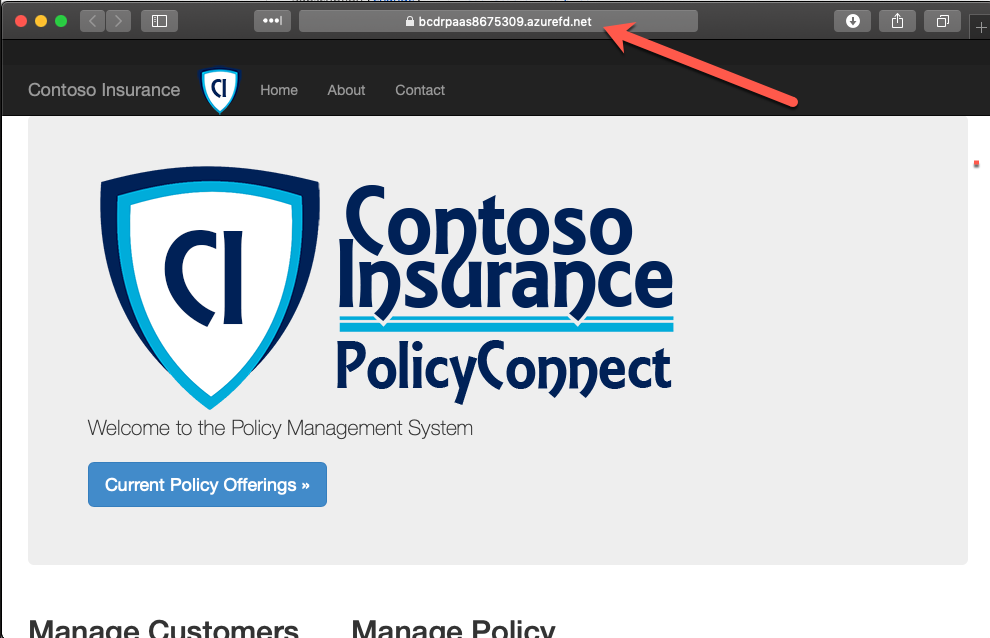 bcdrpaas8675309.azurefd.net
Contoso Insurance CI Home About Contact
CI
Contoso
Insurance
PolicyConnect
Welcome to the Policy Management System
Current Policy Offerings »
Manage Customers Manage Policy